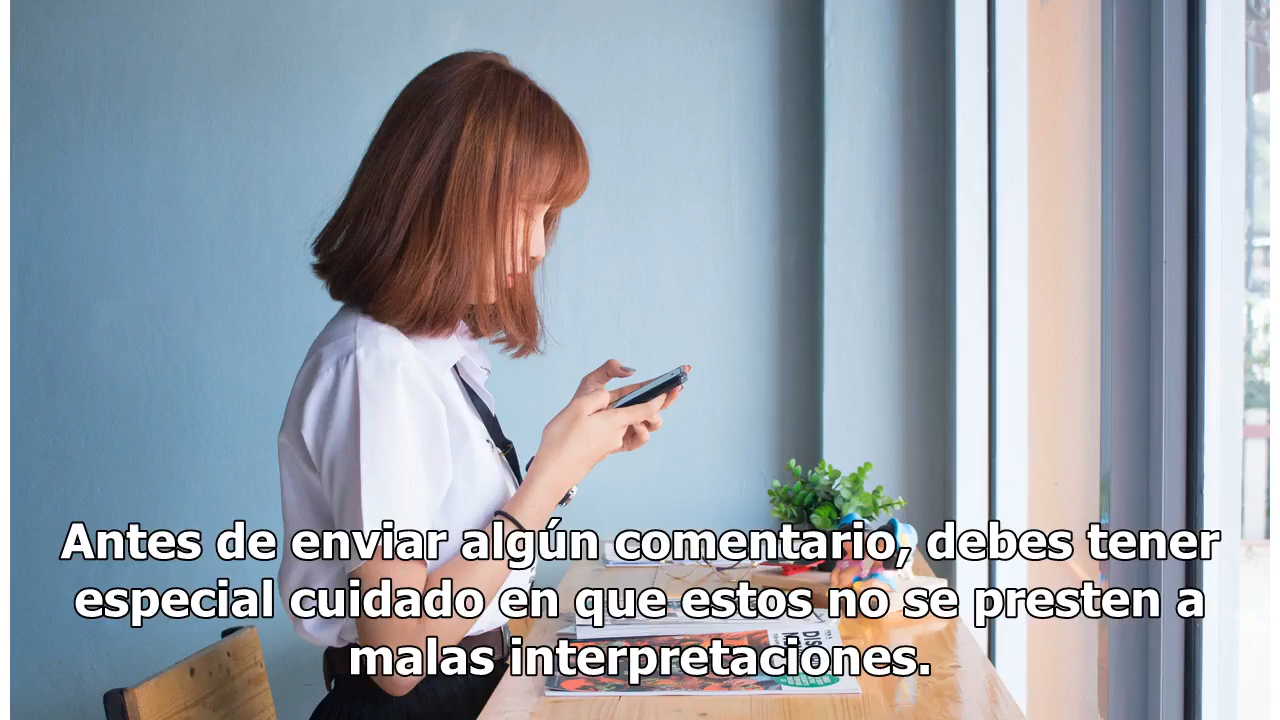 Antes de enviar algún comentario, debes tener
especial cuidado en que estos no se presten a
malas interpretaciones.